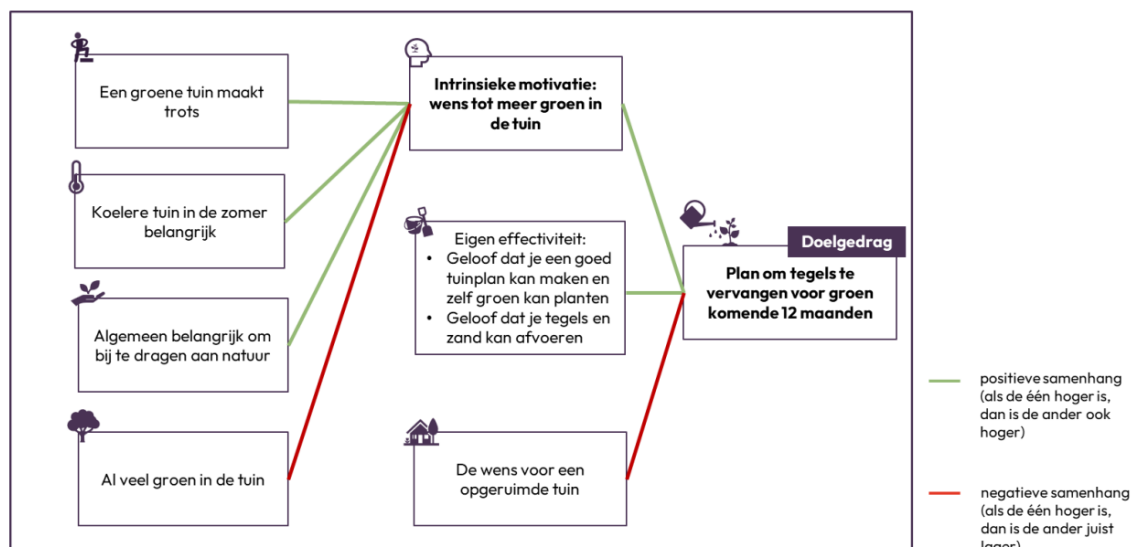 Een groene tuin maakt
trots
Koelere tuin in de zomer
belangrijk
Algemeen belangrijk om
bij te dragen aan natuur
Al veel groen in de tuin
Intrinsieke motivatie:
wens tot meer groen in
de tuin
Eigen effectiviteit:
• Geloof dat je een goed
tuinplan kan maken en
zelf groen kan planten
• Geloof dat je tegels en
zand kan afvoeren
De wens voor een
opgeruimde tuin
Doelgedrag
Plan om tegels te
vervangen voor groen
komende 12 maanden
positieve samenhang
(als de één hoger is,
dan is de ander ook
hoger)
negatieve samenhang
(als de één hoger is,
dan is de ander juist
lager)